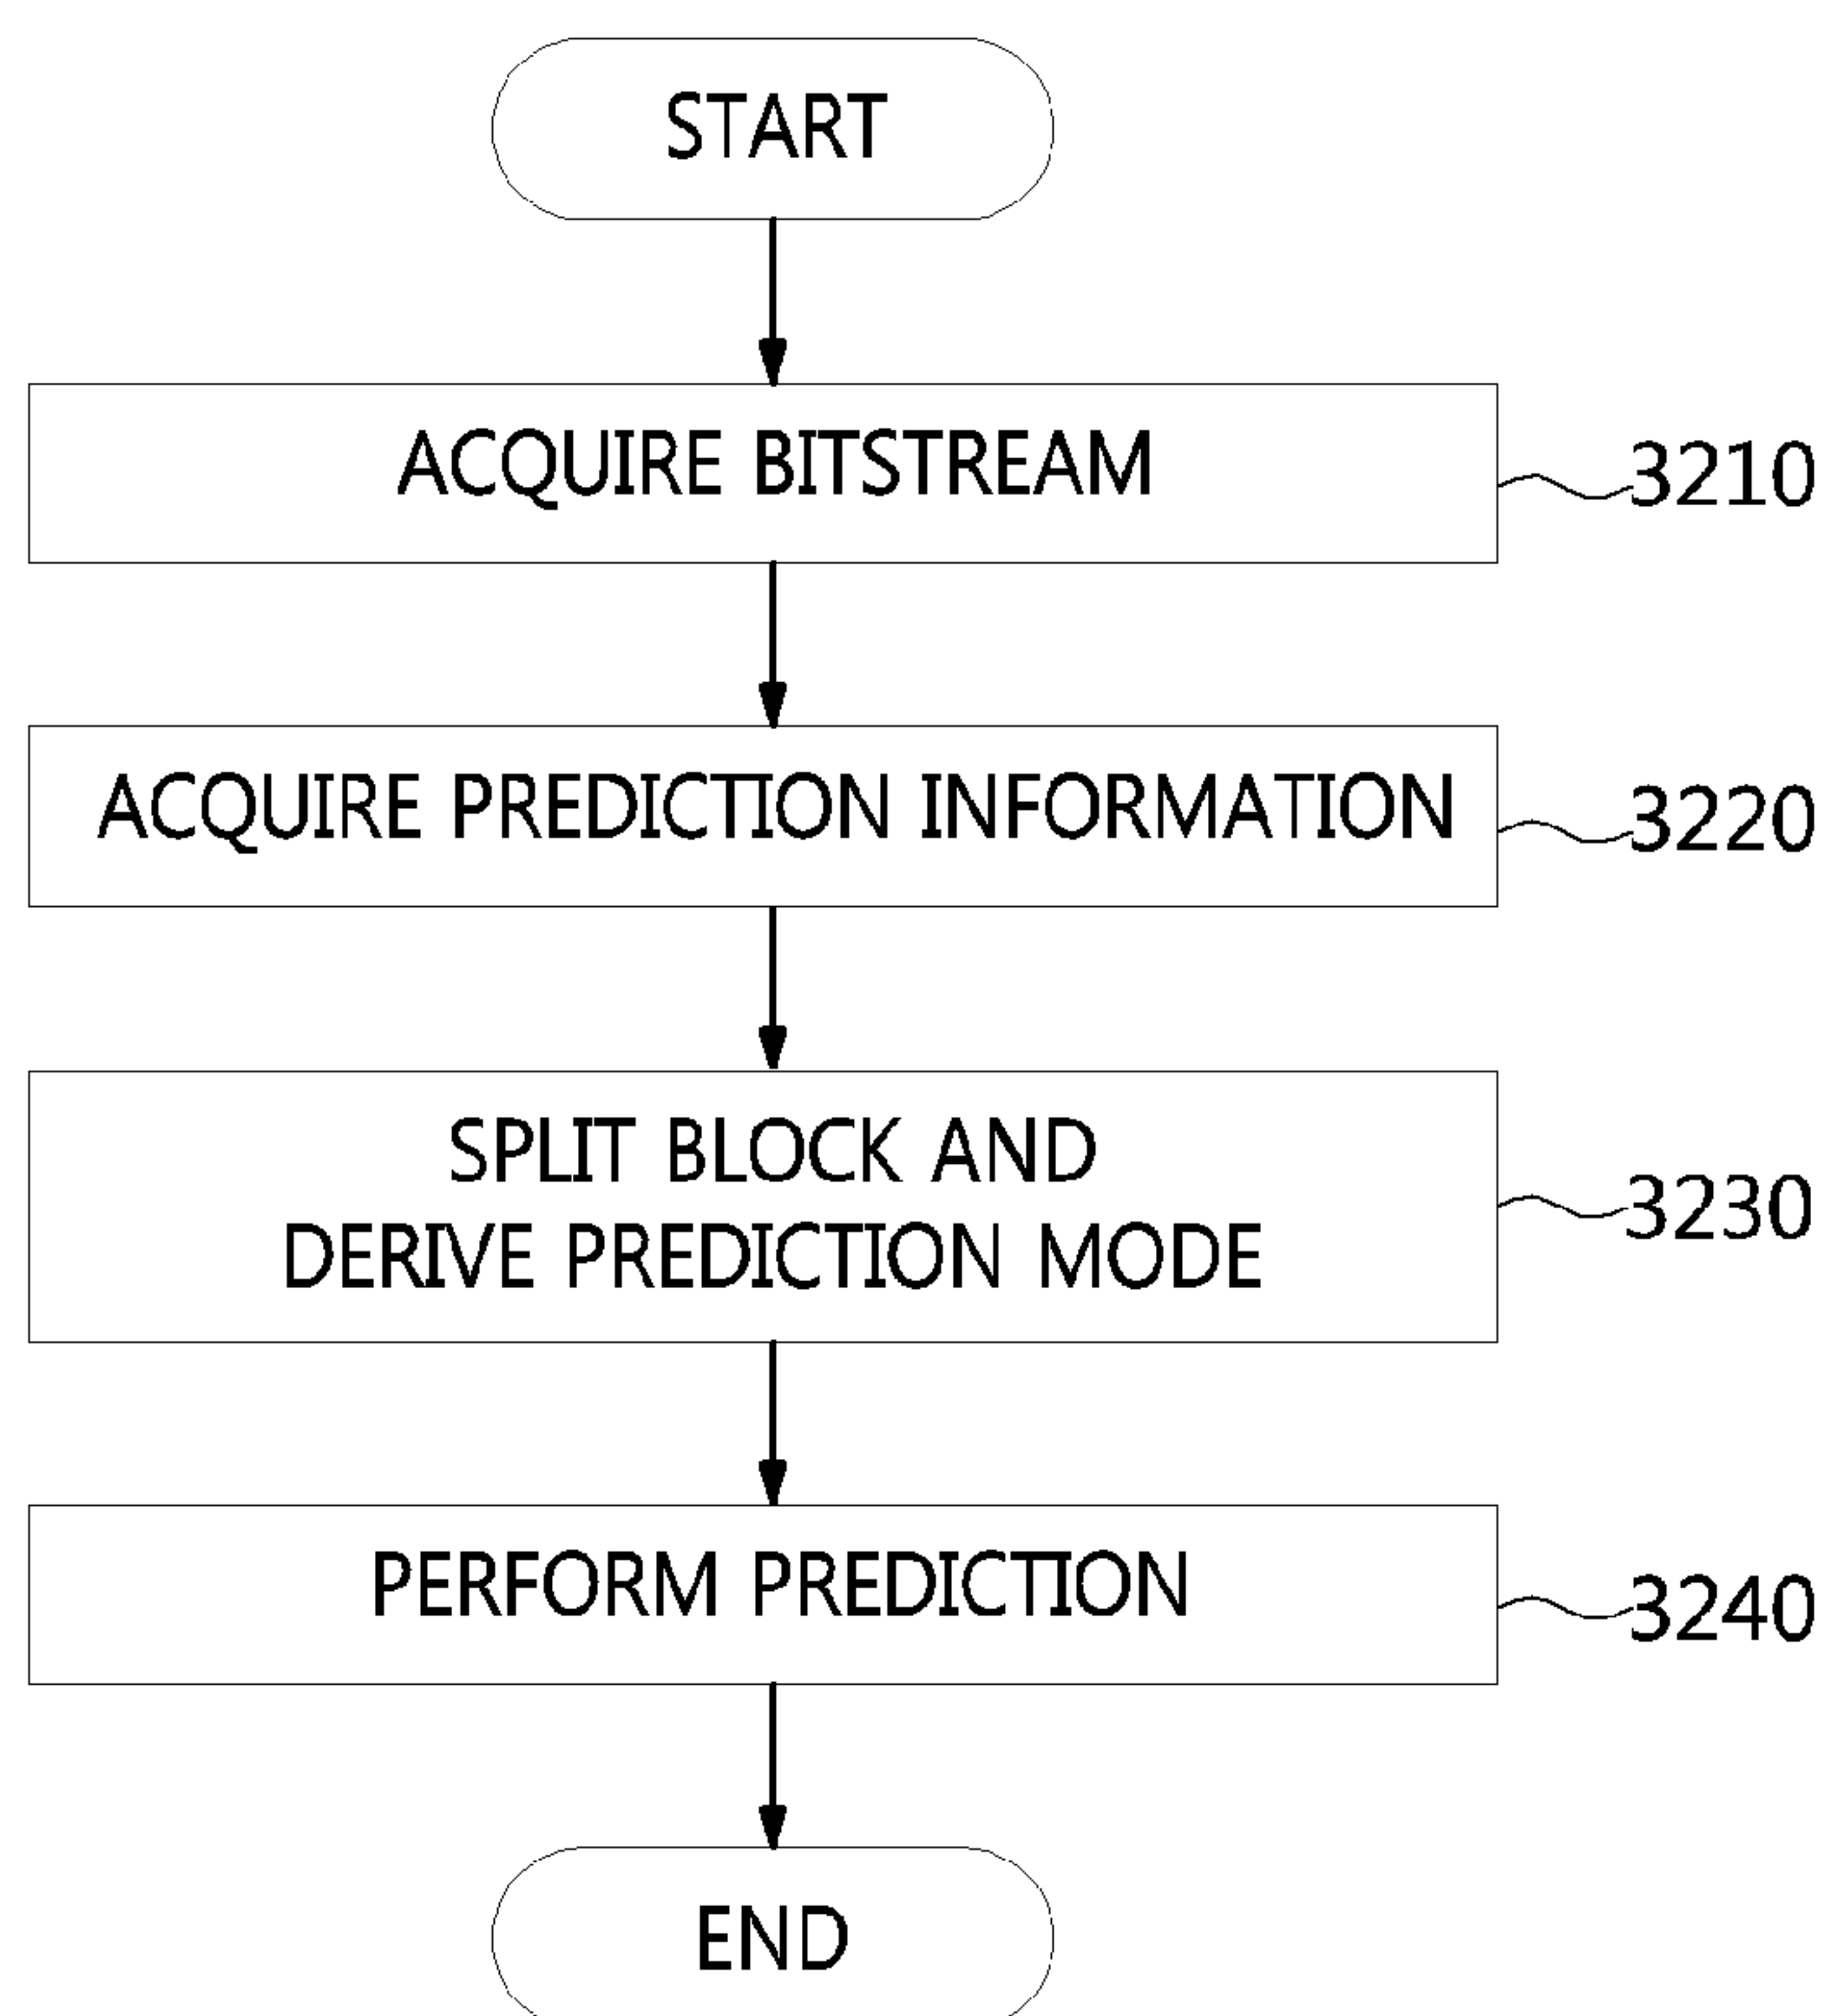 START
ACQUIRE BITSTREAM
3210
ACQUIRE PREDICTION INFORMATION
3220
SPLIT BLOCK AND
DERIVE PREDICTION MODE
3230
PERFORM PREDICTION
3240
END